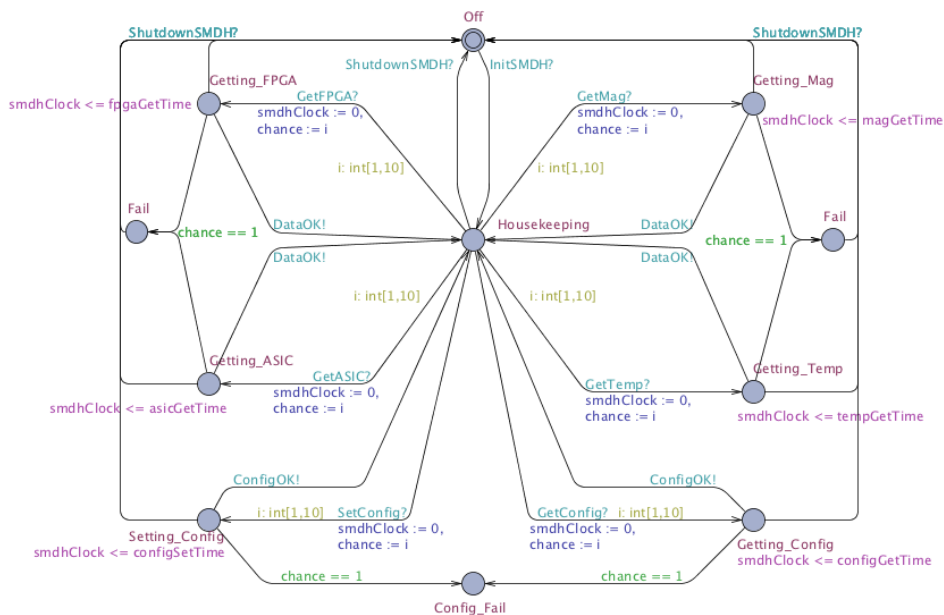 Off
ShutdownSMDH?
ShutdownSMDH?
ShutdownSMDH?
InitSMDH?
Getting_FPGA
Getting_Mag
smdhClock <= fpgaGetTime
GetFPGA?
smdhClock := 0,
chance := i
GetMag?
smdhClock := 0,
chance := i
smdhClock <= magGetTime
i: int[1,10]
i: int[1,10]
Fail
chance == 1
DataOK!
Housekeeping
DataOK!
chance == 1
Fail
DataOK!
DataOK!
i: int[1,10]
i: int[1,10]
Getting_ASIC
Getting_Temp
GetASIC?
smdhClock := 0,
chance := i
GetTemp?
smdhClock := 0,
chance := i
smdhClock <= asicGetTime
smdhClock <= tempGetTime
ConfigOK!
ConfigOK!
i: int[1,10]
SetConfig?
smdhClock := 0,
chance := i
GetConfig?
i: int[1,10]
smdhClock := 0,
chance := i
Setting_Config
smdhClock <= configSetTime
Getting_Config
smdhClock <= configGetTime
chance == 1
chance == 1
Config_Fail